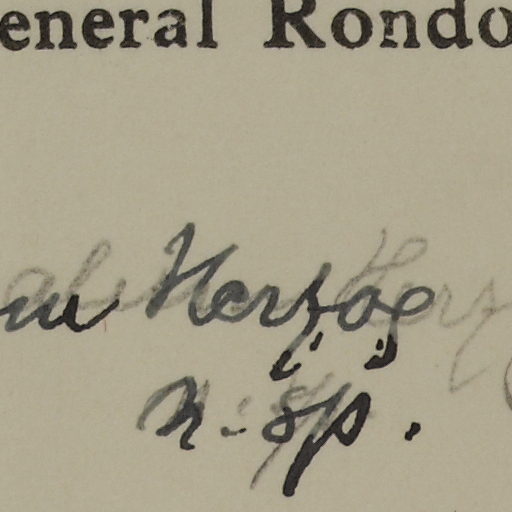 eneral Rondo
Herzog
n. sp.